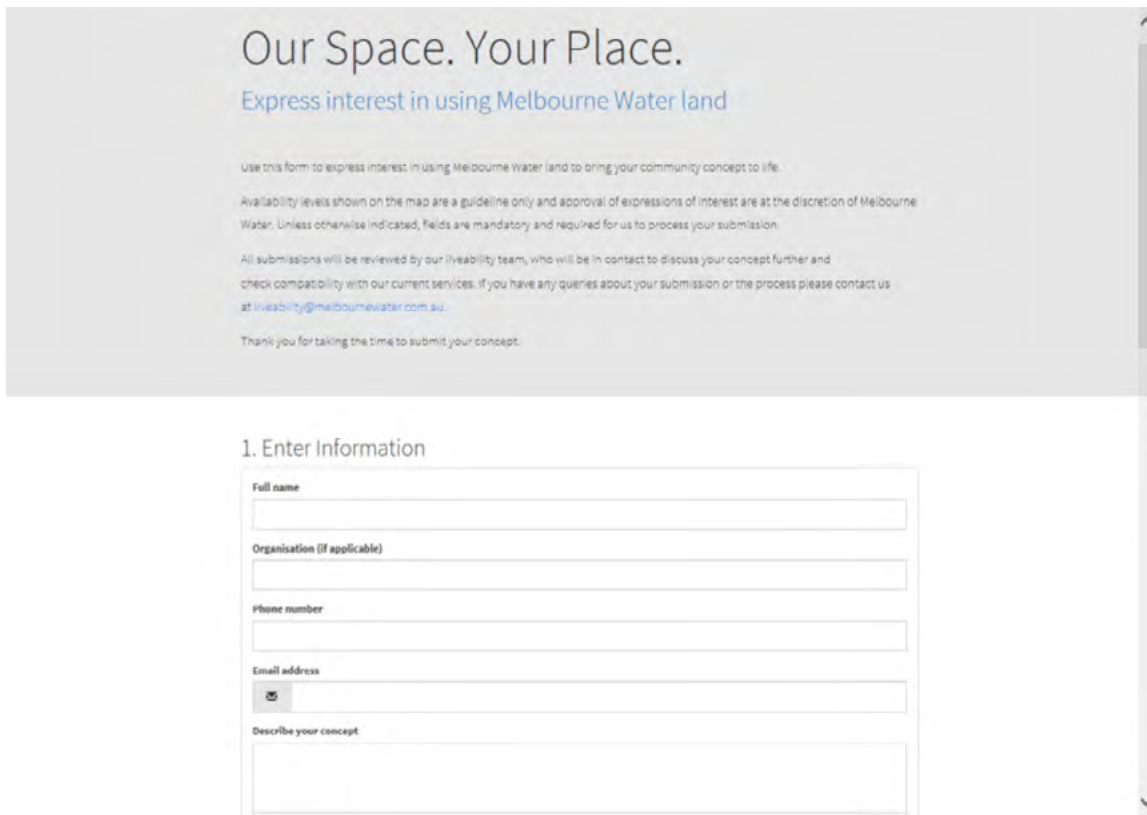 Our Space. Your Place.
Express interest in using Melbourne Water land
Use this form to express interest in using Melbourne Water land to bring your community concept to life.
Availability levels shown on the map are a guideline only and approval of expressions of interest are at the discretion of Melbourne
Water. Unless otherwise indicated, fields are mandatory and required for us to process your submission.
All submissions will be reviewed by our liveability team, who will be in contact to discuss your concept further and
check compatibility with our current services. If you have any queries about your submission or the process please contact us
at liveability@melbournewater.com.au.
Thank you for taking the time to submit your concept.
1. Enter Information
Full name
Organisation (if applicable)
Phone number
Email address
Describe your concept